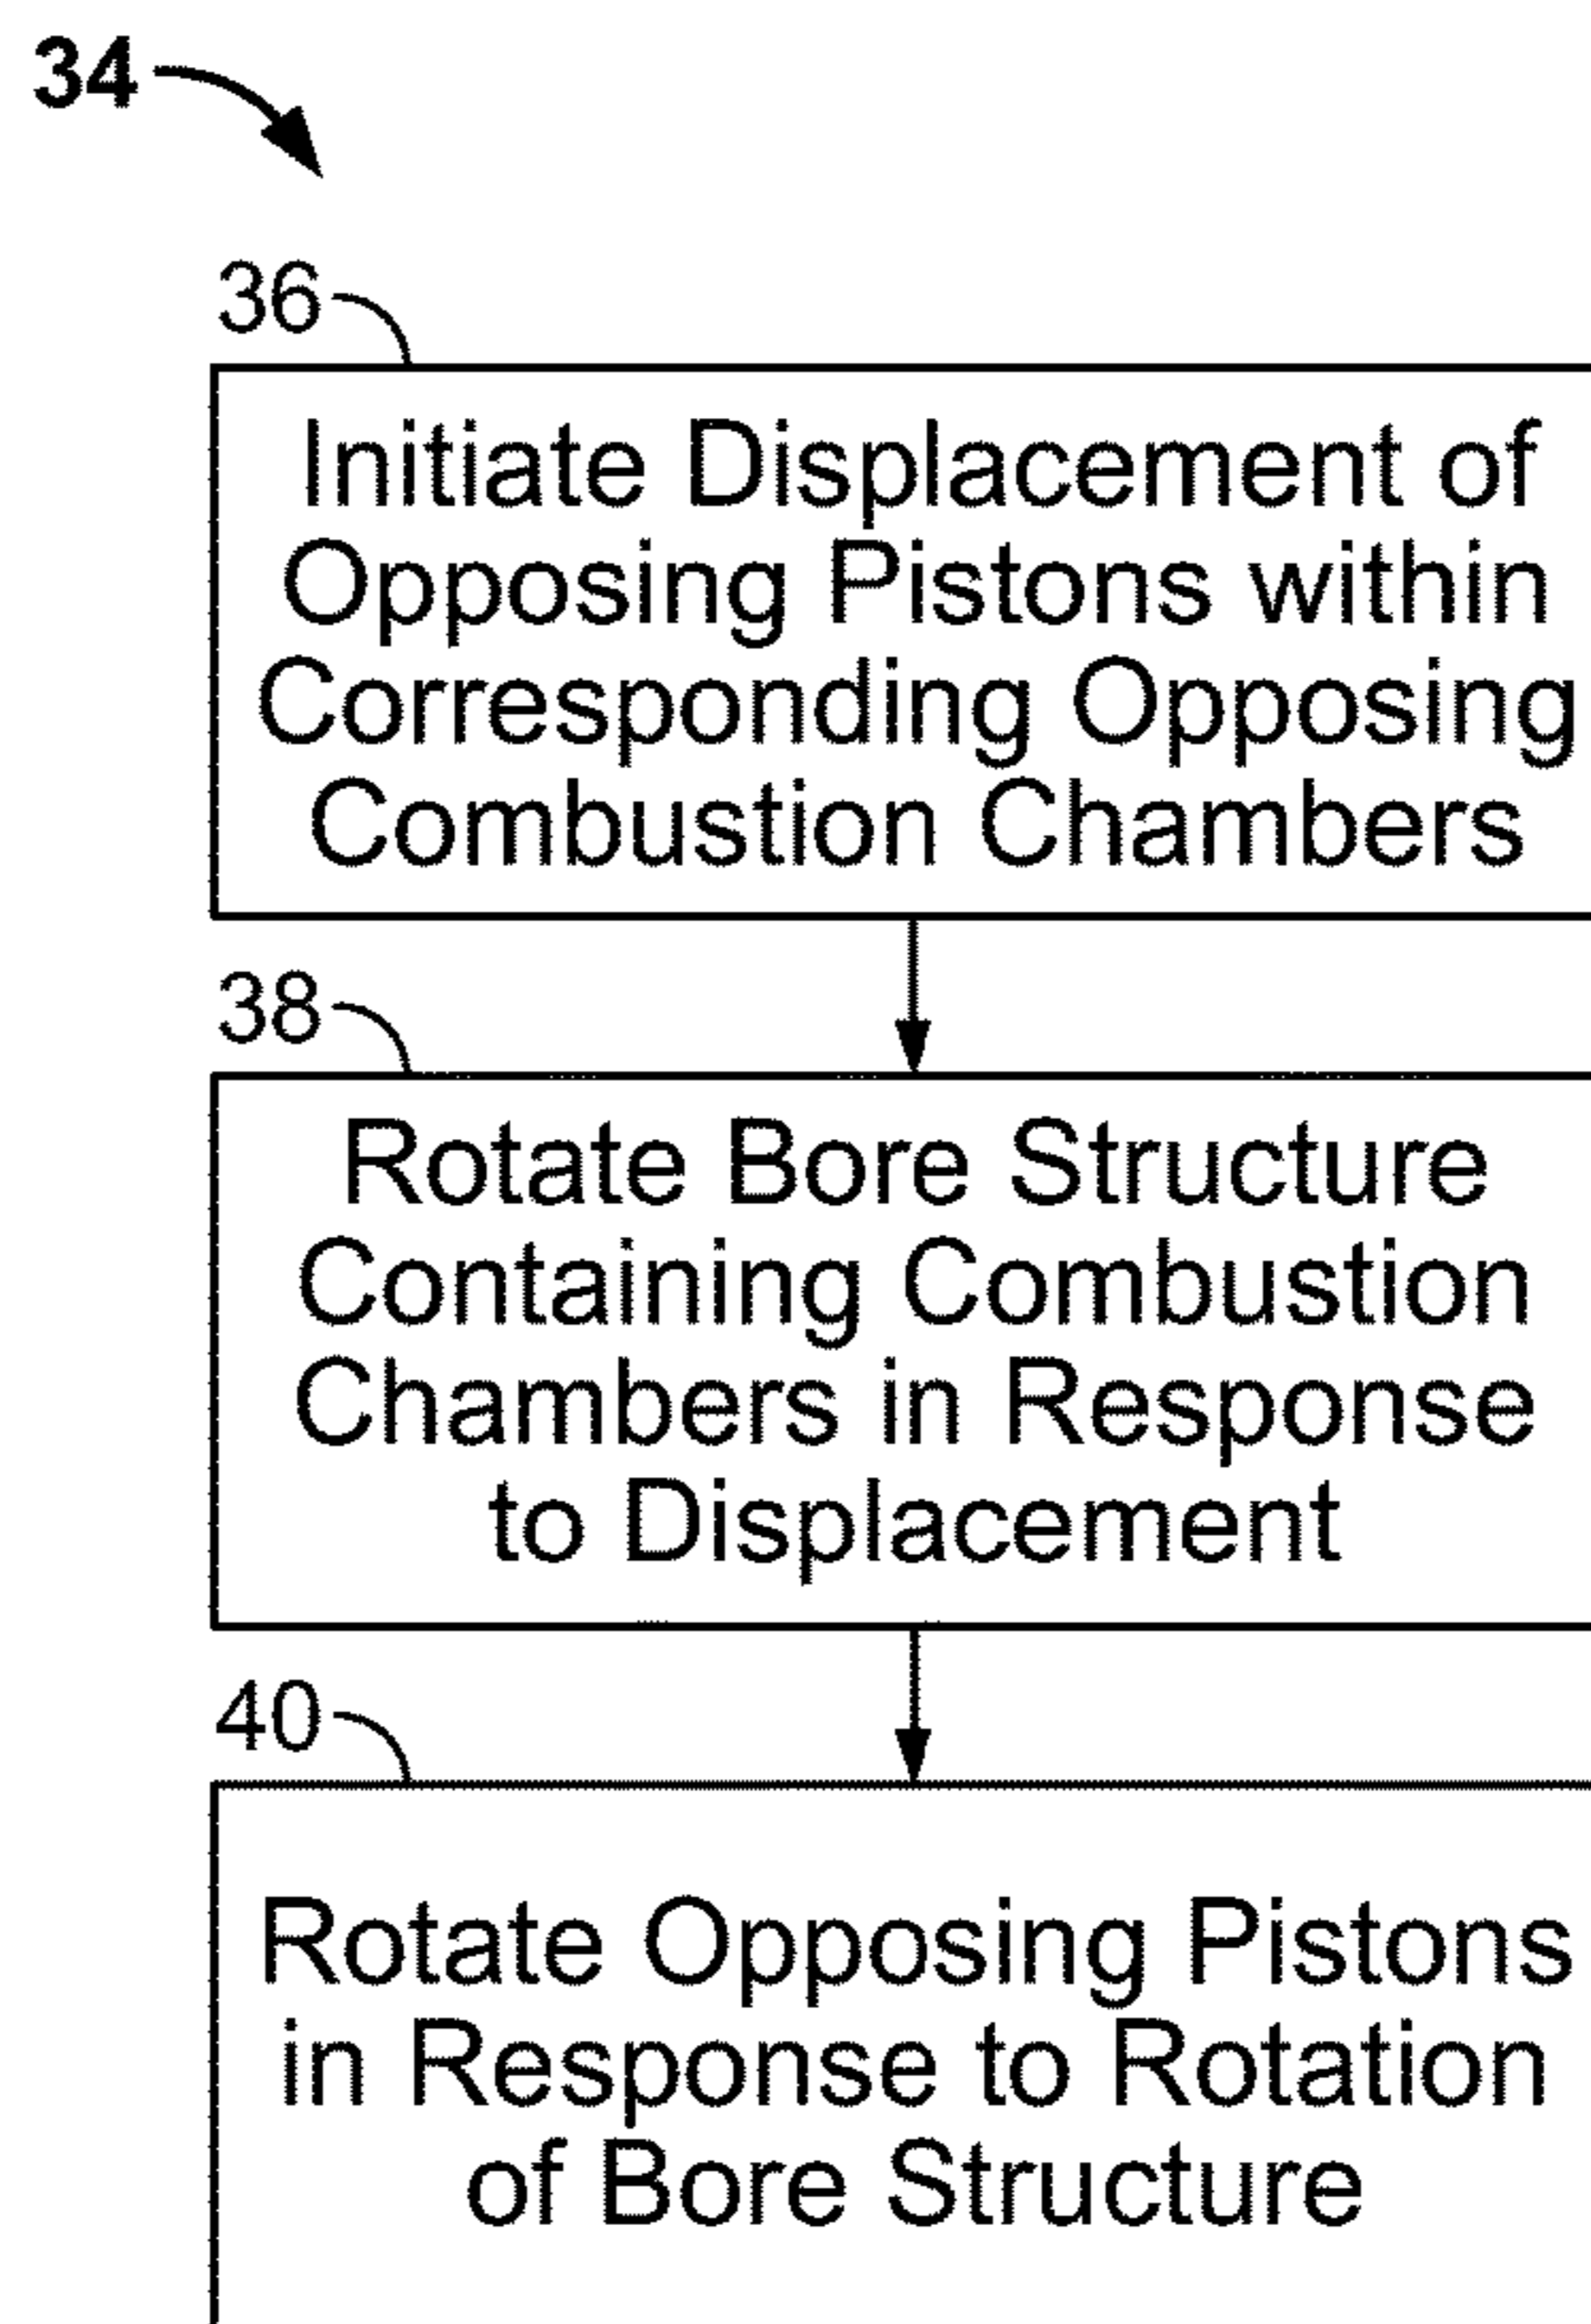 34
36
Initiate Displacement of
Opposing Pistons within
Corresponding Opposing
Combustion Chambers
38
Rotate Bore Structure
Containing Combustion
Chambers in Response
to Displacement
40
Rotate Opposing Pistons
in Response to Rotation
of Bore Structure